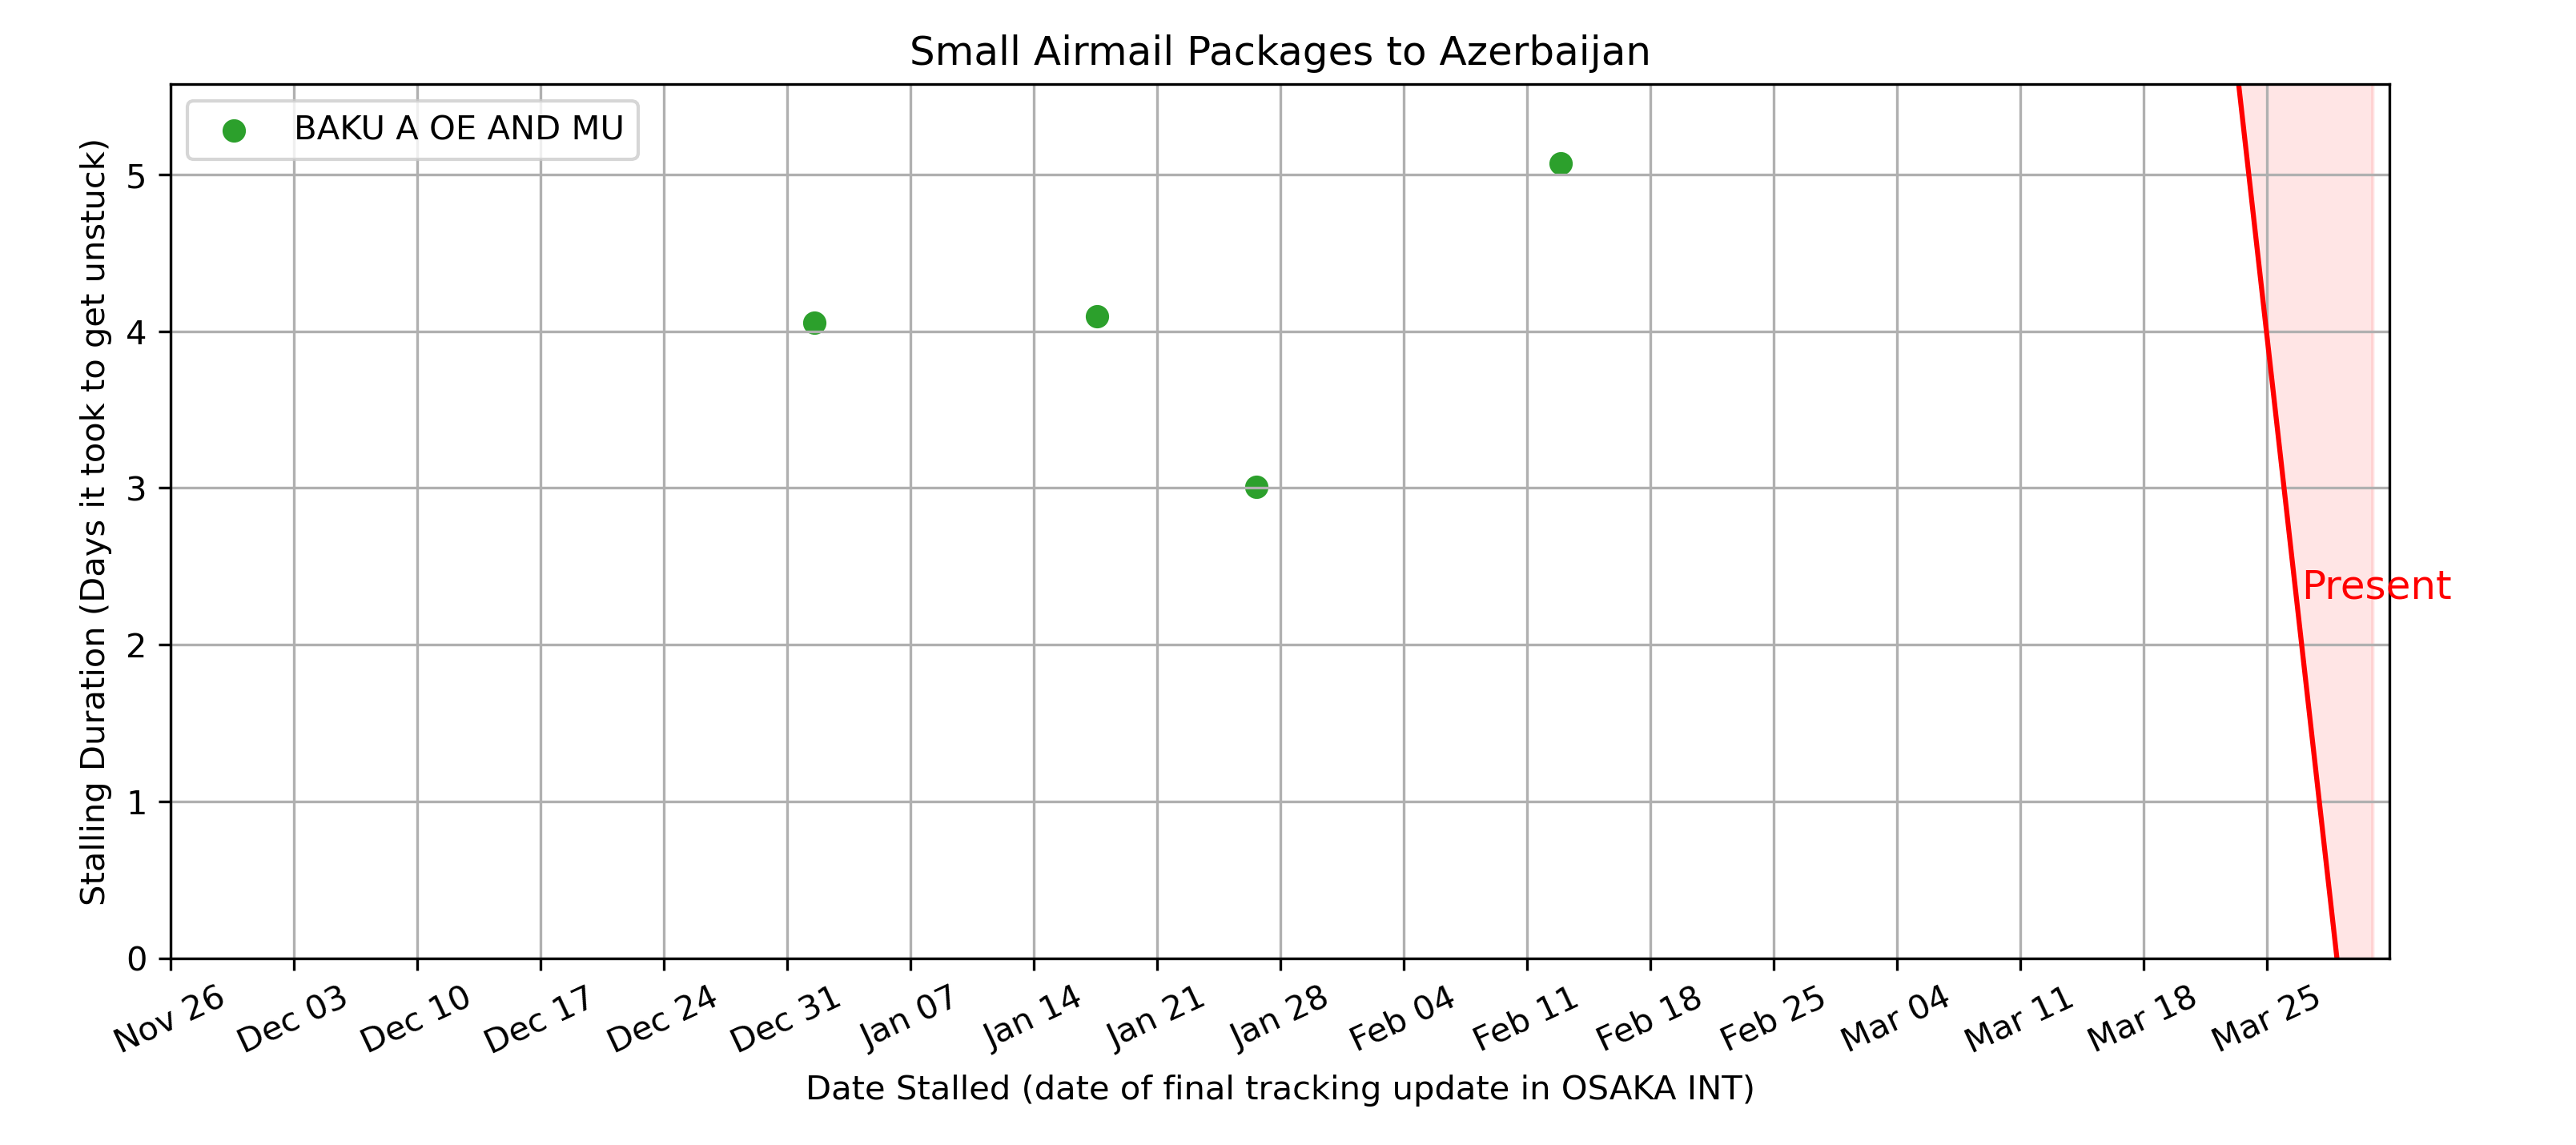 Small Airmail Packages to Azerbaijan
BAKU A OE AND MU
Stalling Duration (Days it took to get unstuck)
5
4
3
2
1
0
Present
Nov 26
Dec 03
Dec 10
Dec 17
Dec 24
Dec 31
Jan 07
Jan 14
Jan 21
Jan 28
Feb 04
Feb 11
Feb 18
Feb 25
Mar 04
Mar 11
Mar 18
Mar 25
Date Stalled (date of final tracking update in OSAKA INT)